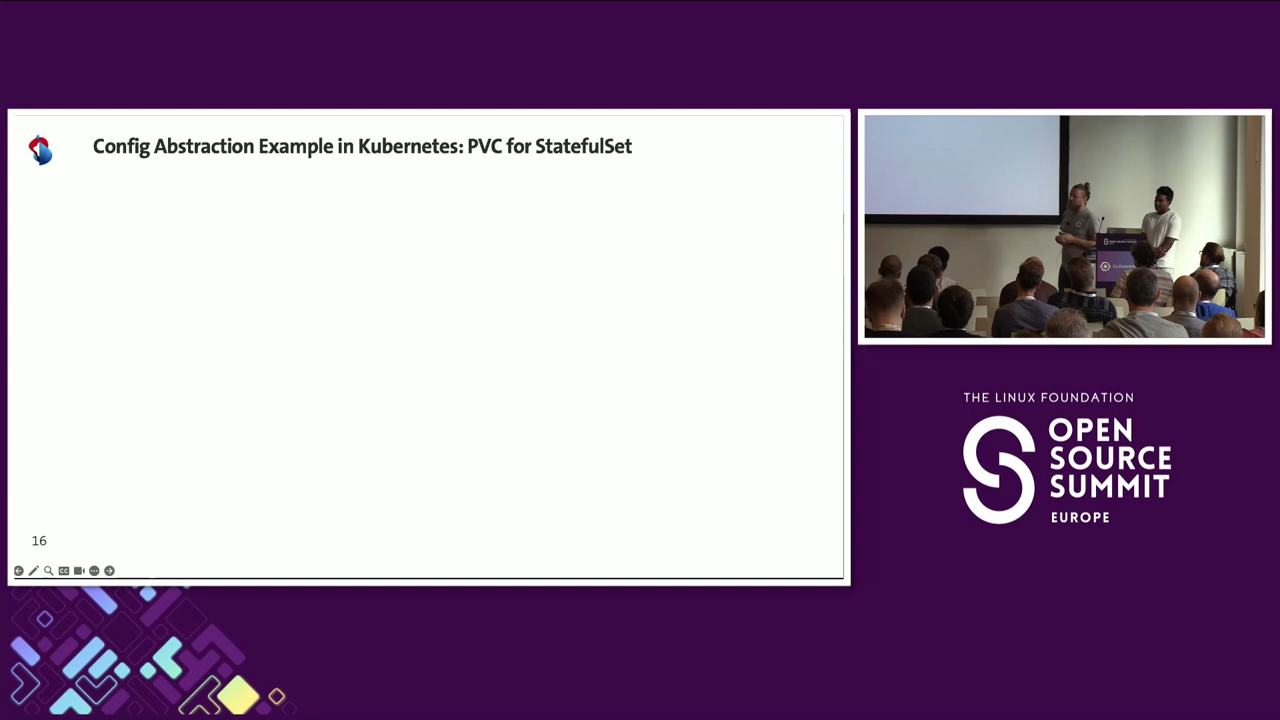 Config Abstraction Example in Kubernetes: PVC for StatefulSet
16
THE LINUX FOUNDATION
OPEN
SOURCE
SUMMIT
EUROPE